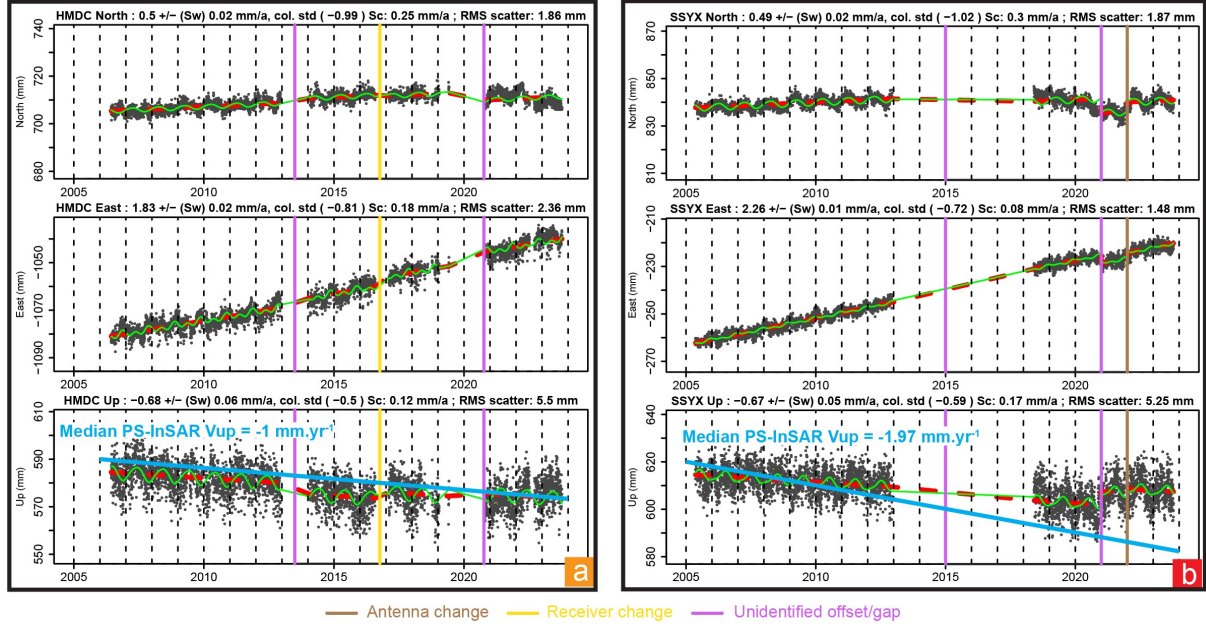 HMDC North : 0.5 +/− (Sw) 0.02 mm/a, col. std ( −0.99) Sc: 0.25 mm/a ; RMS scatter: 1.86 mm
North (mm)
740
720
700
680
2005 2010 2015 2020
HMDC East : 1.83 +/− (Sw) 0.02 mm/a, col. std ( −0.81) Sc: 0.18 mm/a ; RMS scatter: 2.36 mm
East (mm)
−1050
−1070
−1090
2005 2010 2015 2020
HMDC Up : −0.68 +/− (Sw) 0.06 mm/a, col. std ( −0.5) Sc: 0.12 mm/a ; RMS scatter: 5.5 mm
Median PS-InSAR Vup = -1 mm.yr-1
Up (mm)
610
590
570
550
2005 2010 2015 2020
a
SSYX North : 0.49 +/− (Sw) 0.02 mm/a, col. std ( −1.02) Sc: 0.3 mm/a ; RMS scatter: 1.87 mm
North (mm)
870
850
830
810
2005 2010 2015 2020
SSYX East : 2.26 +/− (Sw) 0.01 mm/a, col. std ( −0.72) Sc: 0.08 mm/a ; RMS scatter: 1.48 mm
East (mm)
−210
−230
−250
−270
2005 2010 2015 2020
SSYX Up : −0.67 +/− (Sw) 0.05 mm/a, col. std ( −0.59) Sc: 0.17 mm/a ; RMS scatter: 5.25 mm
Median PS-InSAR Vup = -1.97 mm.yr-1
Up (mm)
640
620
600
580
2005 2010 2015 2020
b
Antenna change Receiver change Unidentified offset/gap